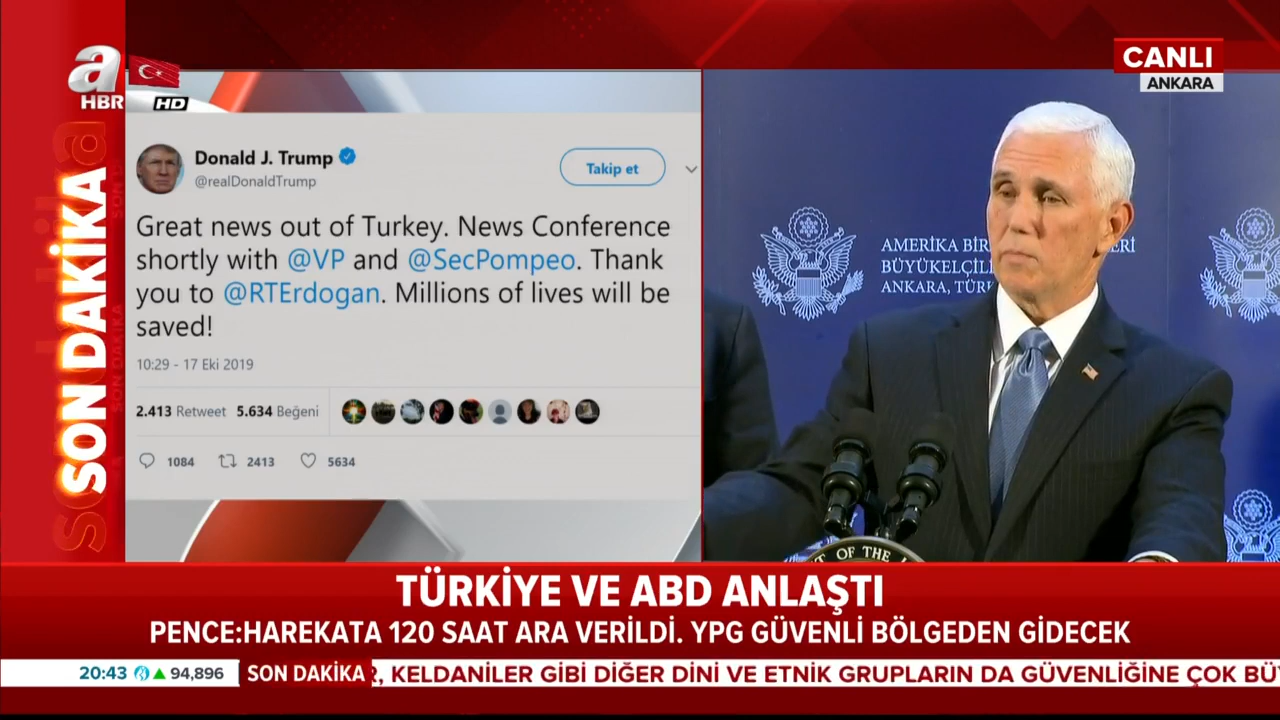 a
HBR
HD
SON DAKİKA
CANLI
ANKARA
Donald J. Trump
@realDonaldTrump
Takip et
Great news out of Turkey. News Conference
shortly with @VP and @SecPompeo. Thank
you to @RTErdogan. Millions of lives will be
saved!
10:29 - 17 Eki 2019
2.413 Retweet 5.634 Beğeni
1084 2413 5634
AMERİKA BİR
BÜYÜKELÇİL
ANKARA, TÜR
OF THE
TÜRKİYE VE ABD ANLAŞTI
PENCE:HAREKATA 120 SAAT ARA VERİLDİ. YPG GÜVENLİ BÖLGEDEN GİDECEK
20:43 94,896 SON DAKİKA R, KELDANİLER GİBİ DİĞER DİNİ VE ETNİK GRUPLARIN DA GÜVENLİĞİNE ÇOK BÜY